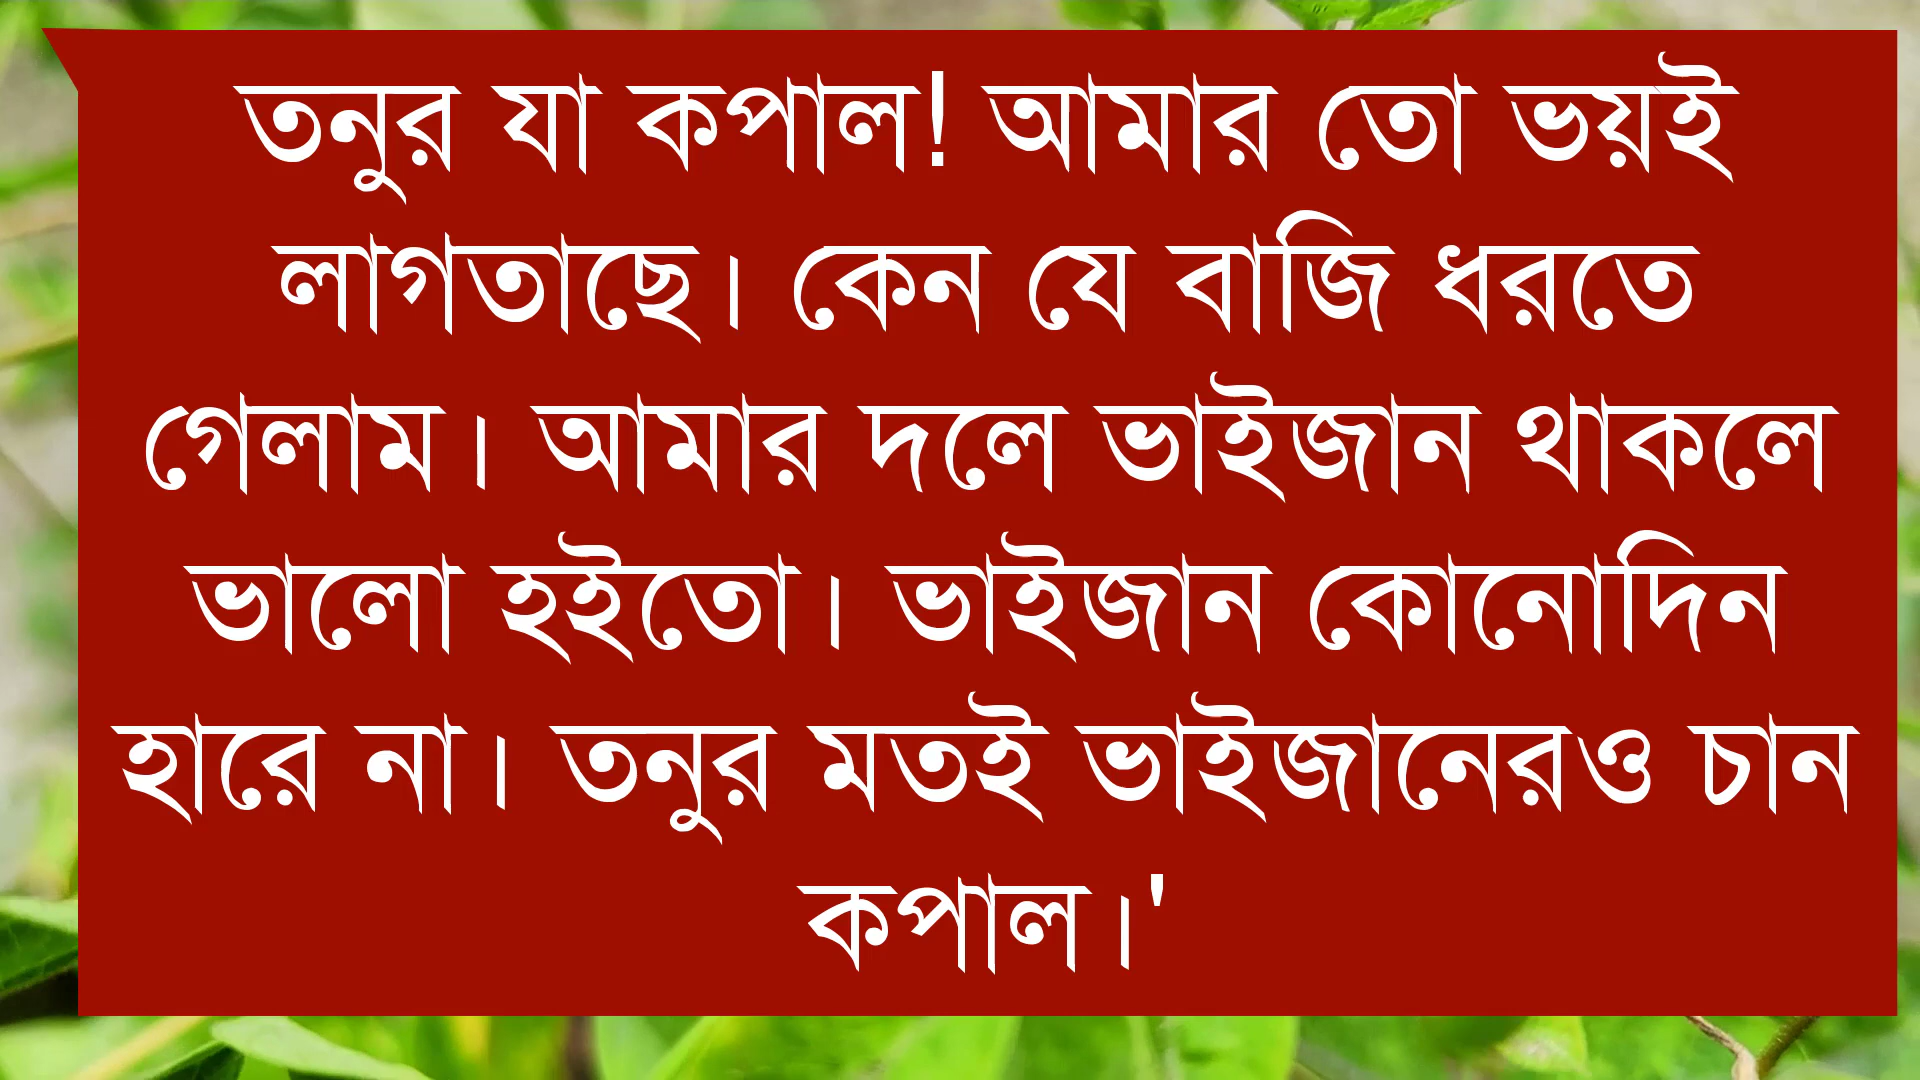 তনুর যা কপাল! আমার তো ভয়ই
লাগতাছে। কেন যে বাজি ধরতে
গেলাম। আমার দলে ভাইজান থাকলে
ভালো হইতো। ভাইজান কোনোদিন
হারে না। তনুর মতই ভাইজানেরও চান
কপাল।'